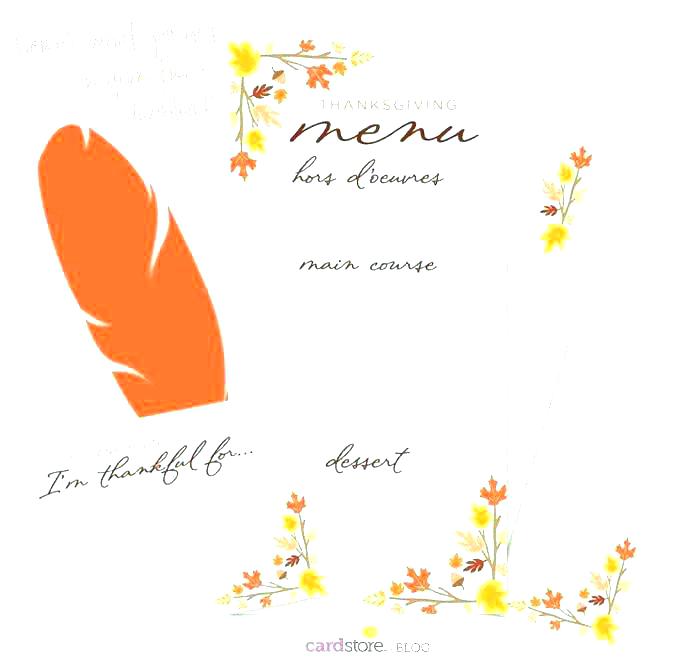 THANKSGIVING
menu
hors d'oeuvres
main course
I'm thankful for...
dessert
cardstore BLOG